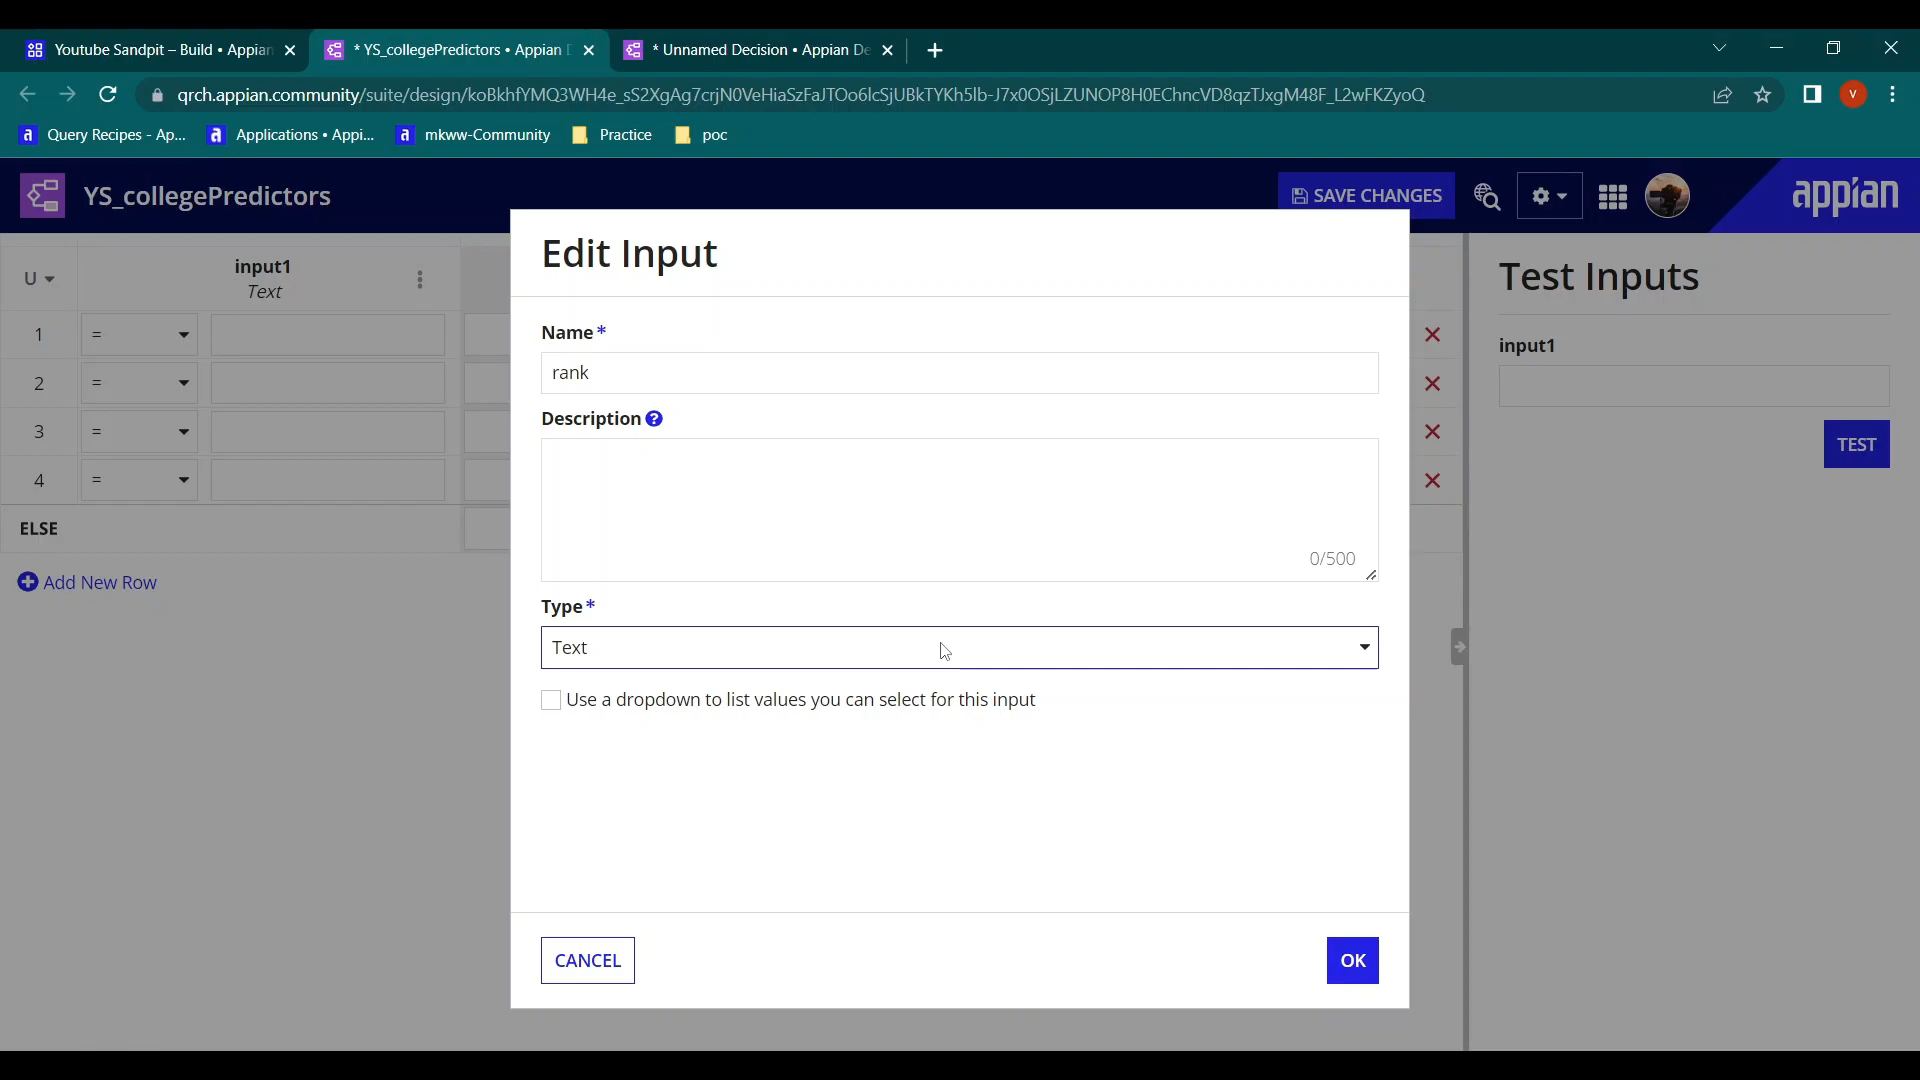 Youtube Sandpit – Build • Appian
* YS_collegePredictors • Appian D
* Unnamed Decision • Appian De
qrch.appian.community/suite/design/koBkhfYMQ3WH4e_sS2XgAg7crjN0VeHiaSzFaJTOo6lcSjUBkTYKh5lb-J7x0OSjLZUNOP8H0EChncVD8qzTJxgM48F_L2wFKZyoQ
V
Query Recipes - Ap...
Applications • Appi...
mkww-Community
Practice
poc
YS_collegePredictors
SAVE CHANGES
appian
Edit Input
Name*
rank
Description ?
0/500
Type*
Text
Use a dropdown to list values you can select for this input
CANCEL
OK
U
input1
Text
1 =
2 =
3 =
4 =
ELSE
Add New Row
Test Inputs
input1
TEST